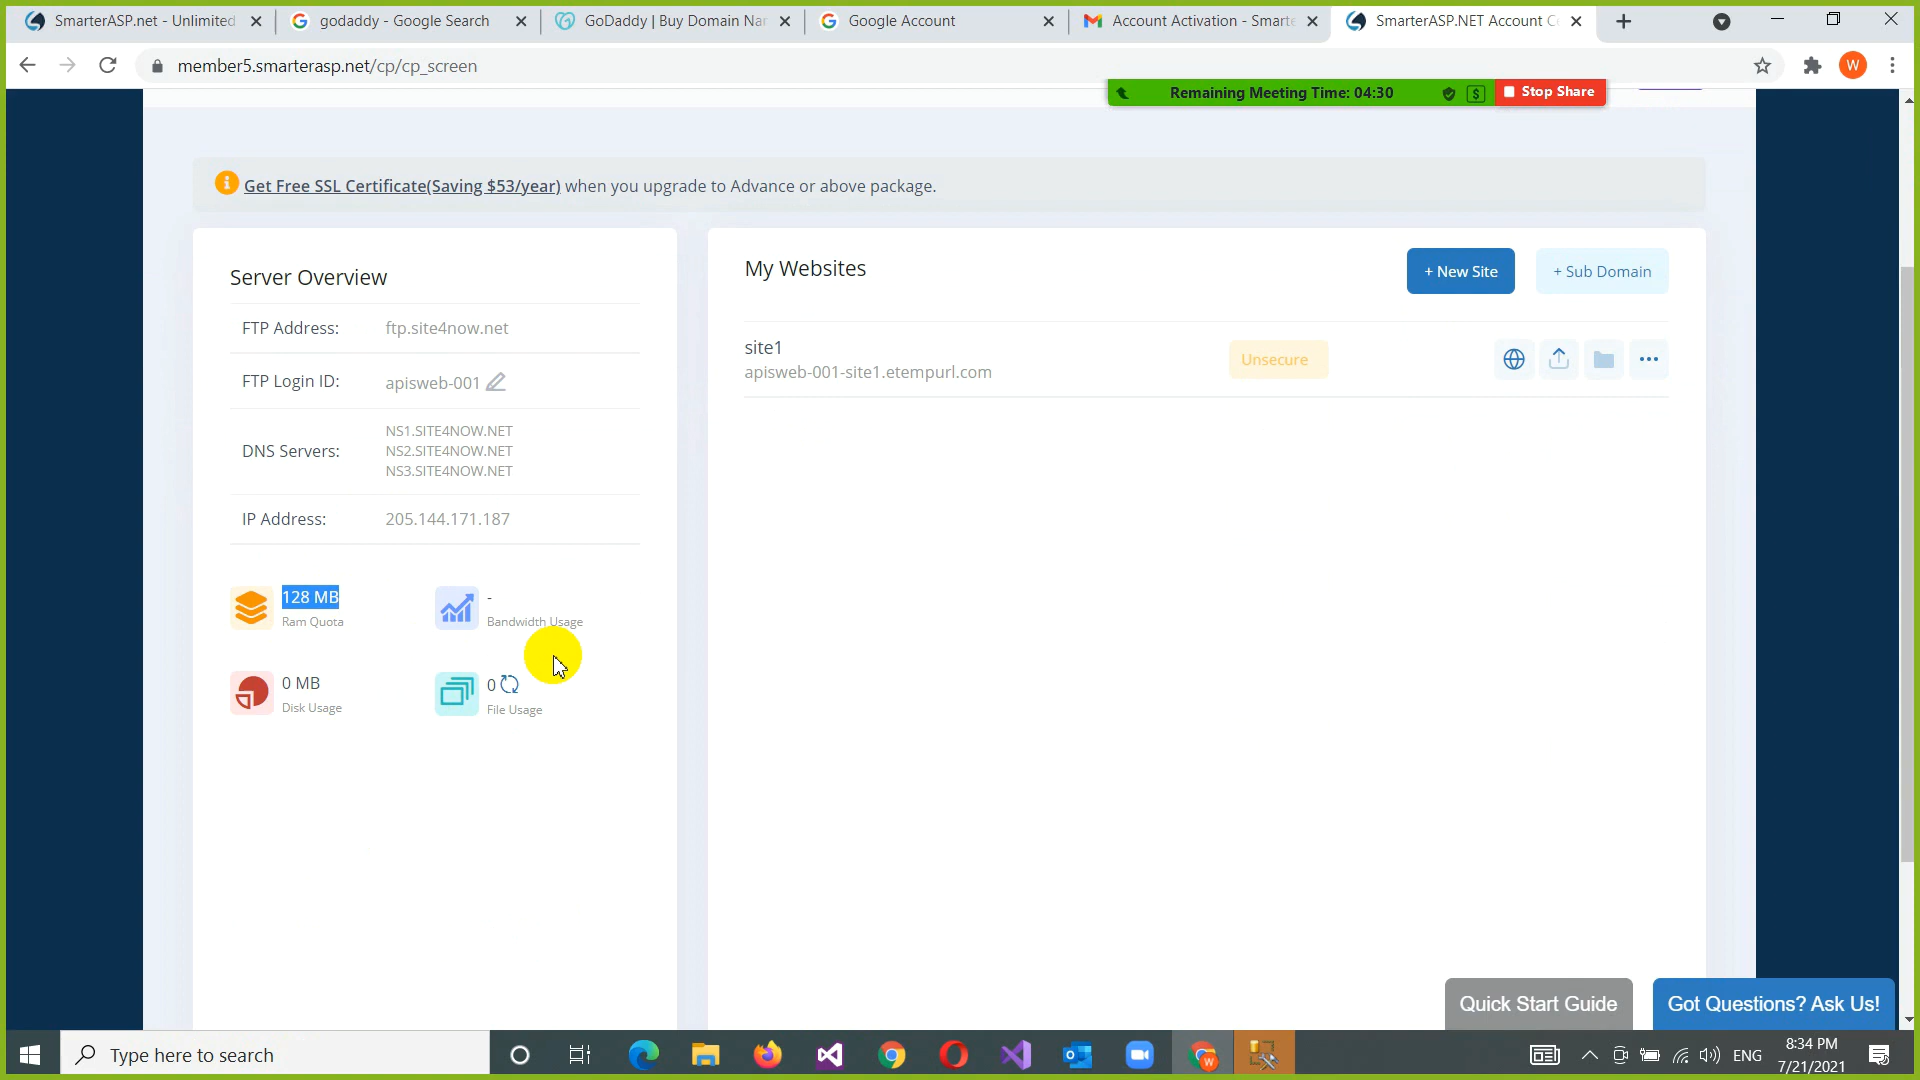 SmarterASP.net - Unlimited
godaddy - Google Search
GoDaddy | Buy Domain Nar
Google Account
Account Activation - Smarte
SmarterASP.NET Account C
member5.smarterasp.net/cp/cp_screen
W
Remaining Meeting Time: 04:30
Stop Share
Get Free SSL Certificate(Saving $53/year) when you upgrade to Advance or above package.
Server Overview
FTP Address: ftp.site4now.net
FTP Login ID: apisweb-001
DNS Servers:
NS1.SITE4NOW.NET
NS2.SITE4NOW.NET
NS3.SITE4NOW.NET
IP Address: 205.144.171.187
128 MB
Ram Quota
-
Bandwidth Usage
0 MB
Disk Usage
0
File Usage
My Websites
+ New Site
+ Sub Domain
site1
apisweb-001-site1.etempurl.com
Unsecure
Quick Start Guide
Got Questions? Ask Us!
Type here to search
ENG
8:34 PM
7/21/2021